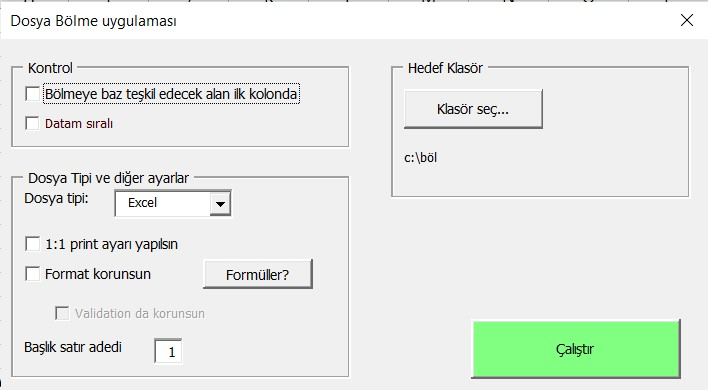 Dosya Bölme uygulaması
Kontrol
Bölmeye baz teşkil edecek alan ilk kolonda
Datam sıralı
Hedef Klasör
Klasör seç...
c:\böl
Dosya Tipi ve diğer ayarlar
Dosya tipi:
Excel
1:1 print ayarı yapılsın
Format korunsun
Formüller?
Validation da korunsun
Başlık satır adedi
1
Çalıştır